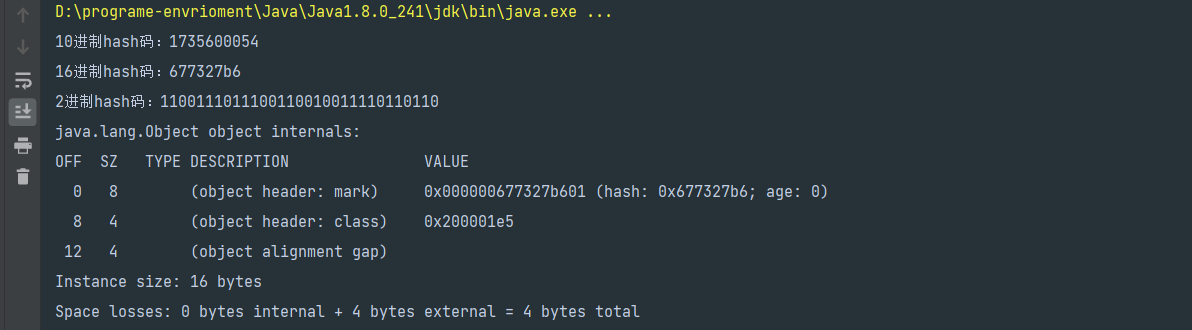 D:\programe-envrioment\Java\Java1.8.0_241\jdk\bin\java.exe ...
10进制hash码：1735600054
16进制hash码：677327b6
2进制hash码：1100111011100110010011110110110
java.lang.Object object internals:
OFF  SZ   TYPE DESCRIPTION               VALUE
  0   8        (object header: mark)     0x000000677327b601 (hash: 0x677327b6; age: 0)
  8   4        (object header: class)    0x200001e5
 12   4        (object alignment gap)
Instance size: 16 bytes
Space losses: 0 bytes internal + 4 bytes external = 4 bytes total